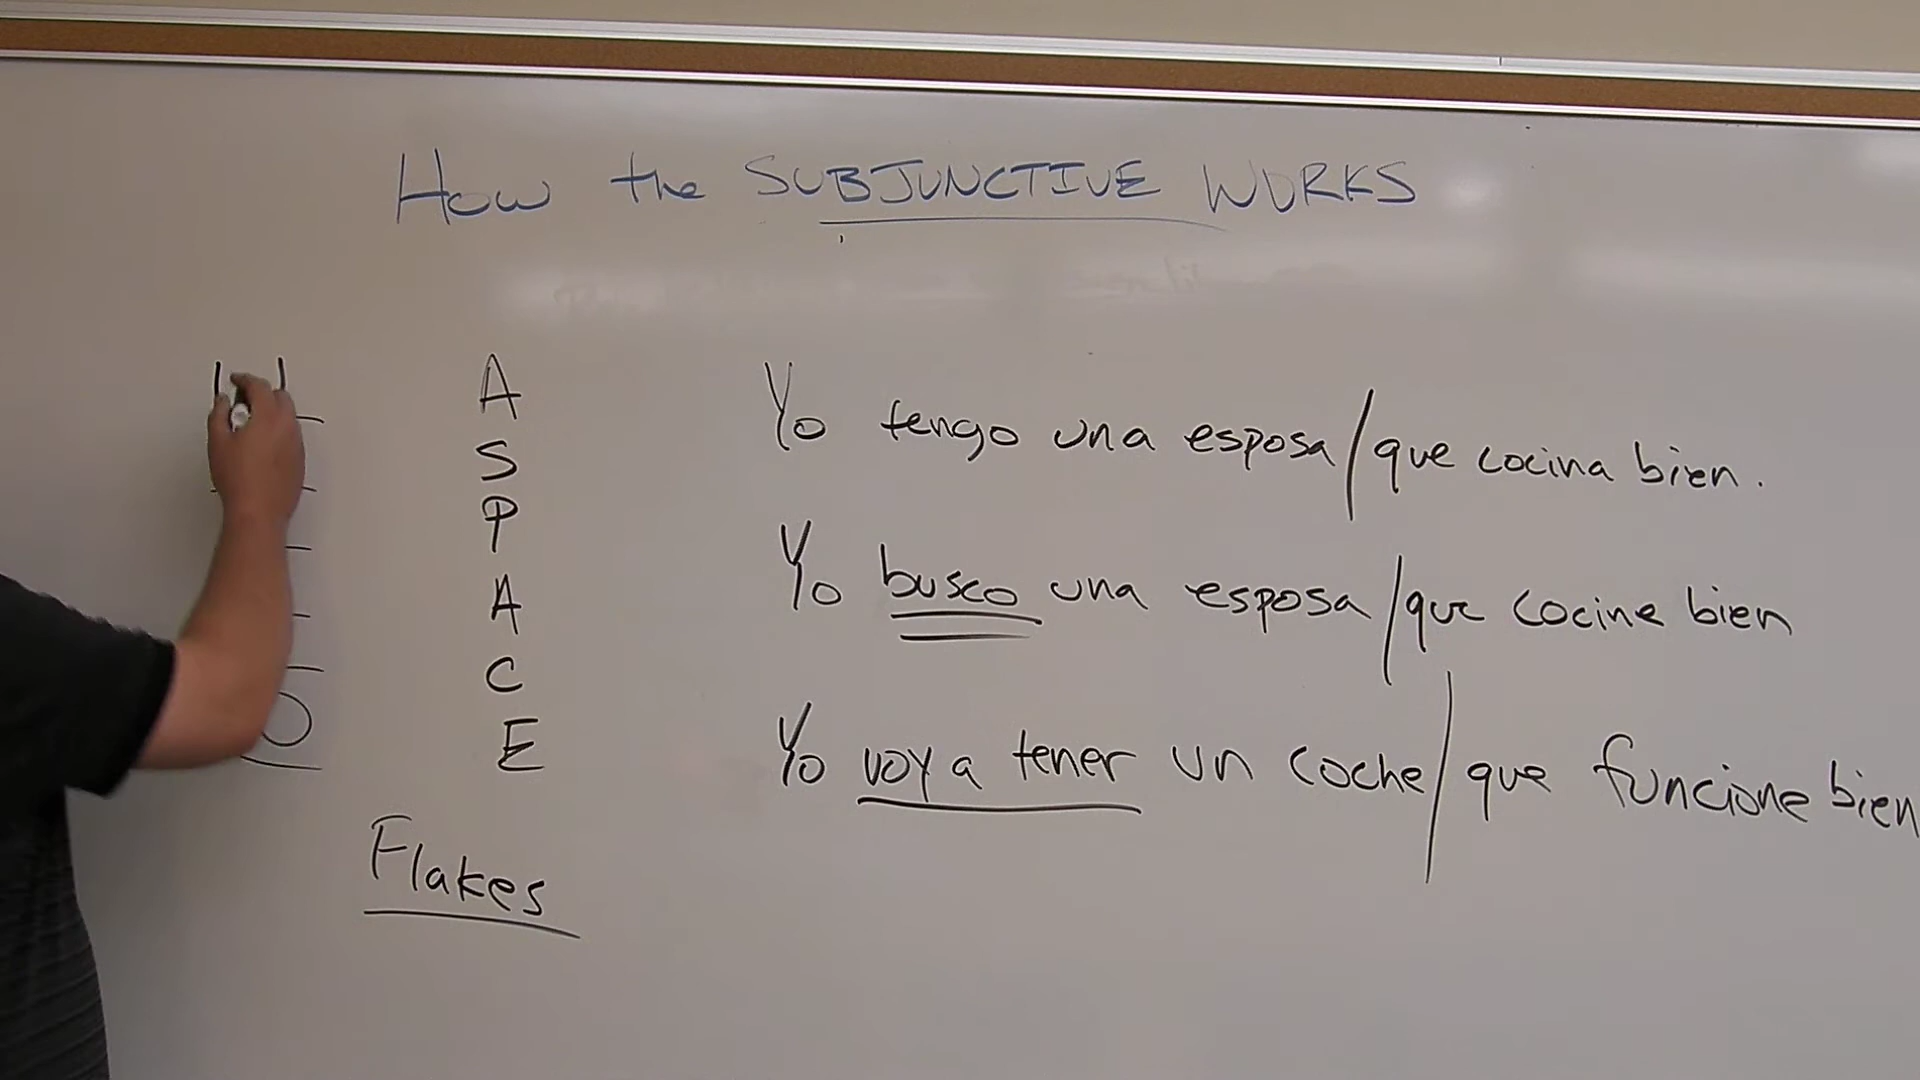 How the SUBJUNCTIVE WORKS
A
S
P
A
C
E
Flakes
Yo tengo una esposa/que cocina bien.
Yo busco una esposa/que cocine bien
Yo voy a tener un coche/que funcione bien